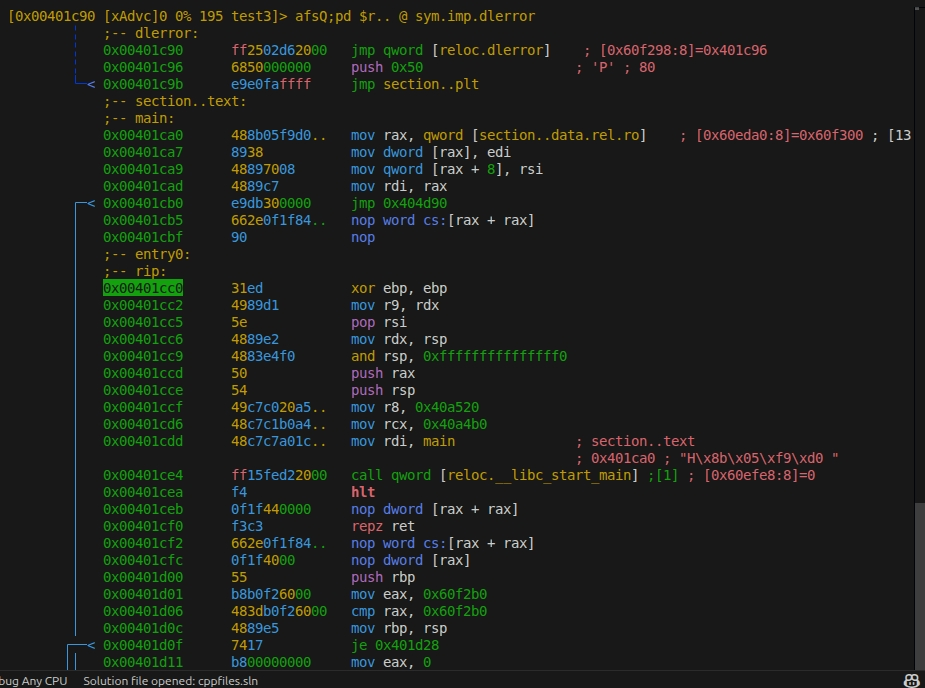 [0x00401c90 [xAdvc]0 0% 195 test3]> afsQ;pd $r.. @ sym.imp.dlerror
;-- dlerror:
0x00401c90 ff2502d62000 jmp qword [reloc.dlerror] ; [0x60f298:8]=0x401c96
0x00401c96 6850000000 push 0x50 ; 'P' ; 80
< 0x00401c9b e9e0faffff jmp section..plt
;-- section..text:
;-- main:
0x00401ca0 488b05f9d0.. mov rax, qword [section..data.rel.ro] ; [0x60eda0:8]=0x60f300 ; [13
0x00401ca7 8938 mov dword [rax], edi
0x00401ca9 48897008 mov qword [rax + 8], rsi
0x00401cad 4889c7 mov rdi, rax
< 0x00401cb0 e9db300000 jmp 0x404d90
0x00401cb5 662e0f1f84.. nop word cs:[rax + rax]
0x00401cbf 90 nop
;-- entry0:
;-- rip:
0x00401cc0 31ed xor ebp, ebp
0x00401cc2 4989d1 mov r9, rdx
0x00401cc5 5e pop rsi
0x00401cc6 4889e2 mov rdx, rsp
0x00401cc9 4883e4f0 and rsp, 0xfffffffffffffff0
0x00401ccd 50 push rax
0x00401cce 54 push rsp
0x00401ccf 49c7c020a5.. mov r8, 0x40a520
0x00401cd6 48c7c1b0a4.. mov rcx, 0x40a4b0
0x00401cdd 48c7c7a01c.. mov rdi, main ; section..text
; 0x401ca0 ; "H\x8b\x05\xf9\xd0 "
0x00401ce4 ff15fed22000 call qword [reloc.__libc_start_main] ;[1] ; [0x60efe8:8]=0
0x00401cea f4 hlt
0x00401ceb 0f1f440000 nop dword [rax + rax]
0x00401cf0 f3c3 repz ret
0x00401cf2 662e0f1f84.. nop word cs:[rax + rax]
0x00401cfc 0f1f4000 nop dword [rax]
0x00401d00 55 push rbp
0x00401d01 b8b0f26000 mov eax, 0x60f2b0
0x00401d06 483db0f26000 cmp rax, 0x60f2b0
0x00401d0c 4889e5 mov rbp, rsp
< 0x00401d0f 7417 je 0x401d28
0x00401d11 b800000000 mov eax, 0
bug Any CPU Solution file opened: cppfiles.sln